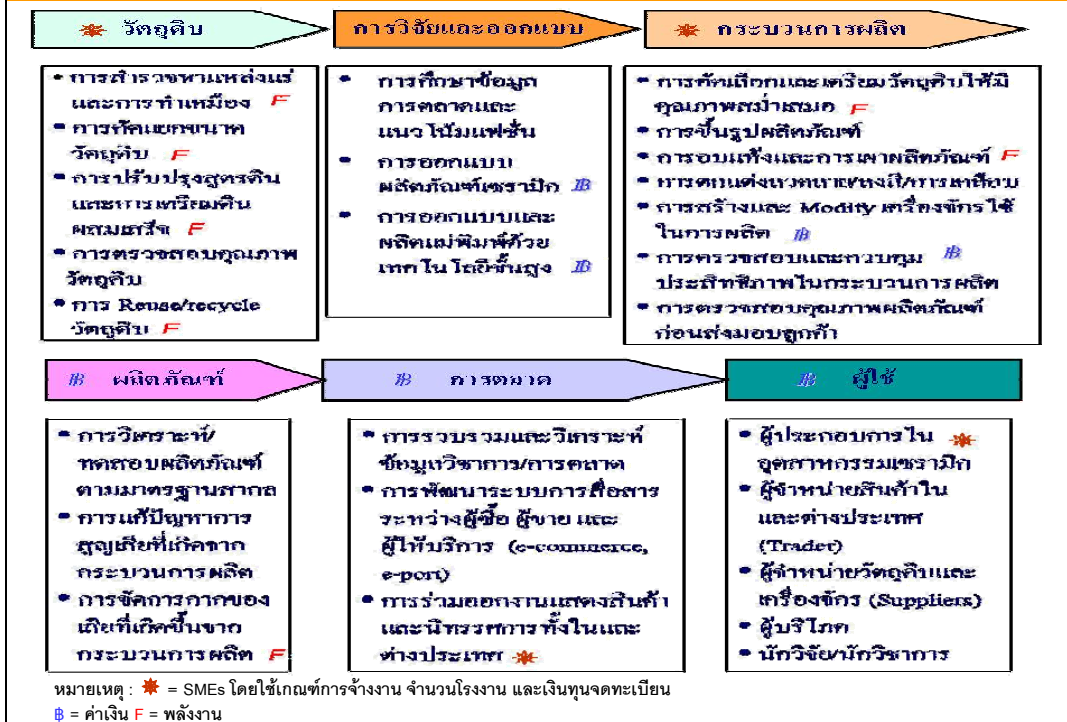 วัตถุดิบ
การวิจัยและออกแบบ
กระบวนการผลิต
• การสำรวจหาแหล่งแร่
และการทำเหมือง F
• การคัดแยกขนาด
วัตถุดิบ F
• การปรับปรุงสูตรดิน
และการเตรียมดิน
ผสมเสร็จ F
• การตรวจสอบคุณภาพ
วัตถุดิบ
• การ Reuse/recycle
วัตถุดิบ F
• การศึกษาข้อมูล
การตลาดและ
แนวโน้มแฟชั่น
• การออกแบบ
ผลิตภัณฑ์เซรามิก ฿
• การออกแบบและ
ผลิตแม่พิมพ์ด้วย
เทคโนโลยีชั้นสูง ฿
• การคัดเลือกและเตรียมวัตถุดิบให้มี
คุณภาพสม่ำเสมอ F
• การขึ้นรูปผลิตภัณฑ์
• การอบแห้งและการเผาผลิตภัณฑ์ F
• การตกแต่งลวดลาย/ลงสี/การเคลือบ
• การสร้างและ Modify เครื่องจักรใช้
ในการผลิต ฿
• การตรวจสอบและควบคุม ฿
ประสิทธิภาพในกระบวนการผลิต
• การตรวจสอบคุณภาพผลิตภัณฑ์
ก่อนส่งมอบลูกค้า
฿ ผลิตภัณฑ์
฿ การตลาด
฿ ผู้ใช้
• การวิเคราะห์/
ทดสอบผลิตภัณฑ์
ตามมาตรฐานสากล
• การแก้ปัญหาการ
สูญเสียที่เกิดจาก
กระบวนการผลิต
• การจัดการกากของ
เสียที่เกิดขึ้นจาก
กระบวนการผลิต F
• การรวบรวมและวิเคราะห์
ข้อมูลวิชาการ/การตลาด
• การพัฒนาระบบการสื่อสาร
ระหว่างผู้ซื้อ ผู้ขาย และ
ผู้ให้บริการ (e-commerce,
e-port)
• การร่วมออกงานแสดงสินค้า
และนิทรรศการทั้งในและ
ต่างประเทศ
• ผู้ประกอบการใน
อุตสาหกรรมเซรามิก
• ผู้จำหน่ายสินค้าใน
และต่างประเทศ
(Trader)
• ผู้จำหน่ายวัตถุดิบและ
เครื่องจักร (Suppliers)
• ผู้บริโภค
• นักวิจัย/นักวิชาการ
หมายเหตุ : = SMEs โดยใช้เกณฑ์การจ้างงาน จำนวนโรงงาน และเงินทุนจดทะเบียน
฿ = ค่าเงิน F = พลังงาน